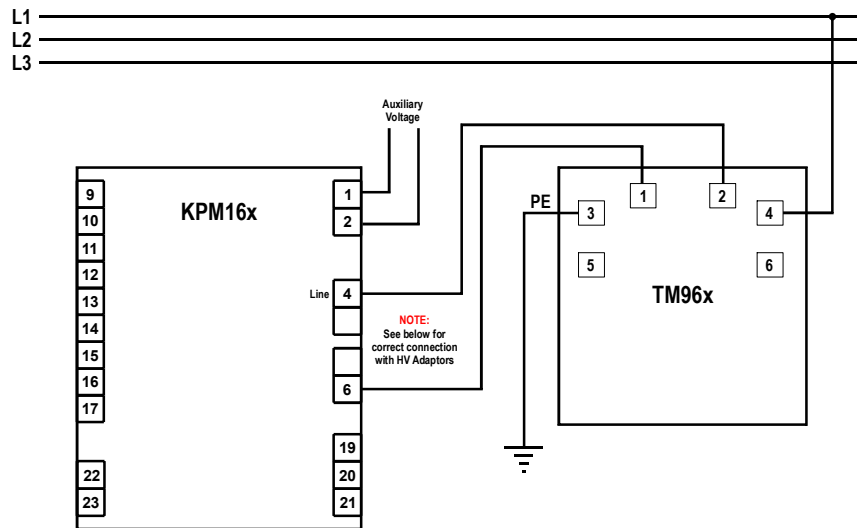 L1
L2
L3
Auxiliary
Voltage
KPM16x
9
10
11
12
13
14
15
16
17
22
23
1
2
Line
4
6
19
20
21
NOTE:
See below for
correct connection
with HV Adaptors
PE
1
2
3
4
5
6
TM96x